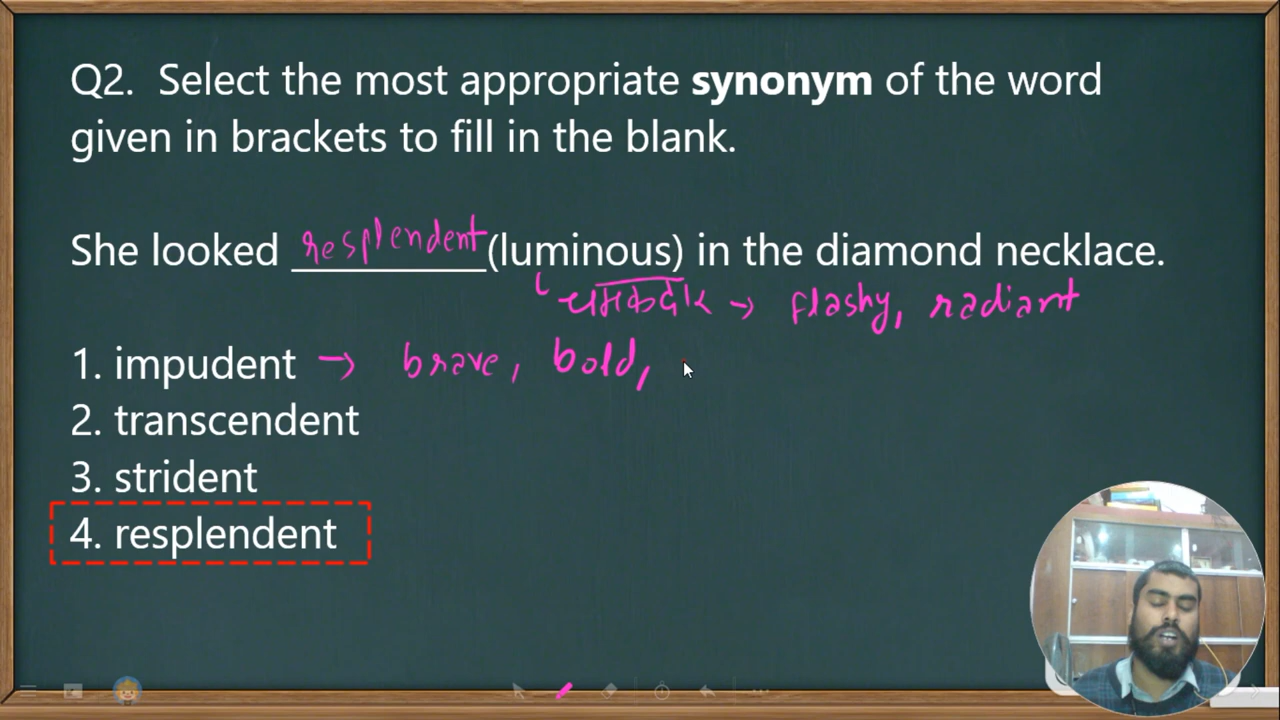 Q2. Select the most appropriate synonym of the word
given in brackets to fill in the blank.
She looked resplendent (luminous) in the diamond necklace.
चमकदार → flashy, radiant
1. impudent → brave, bold,
2. transcendent
3. strident
4. resplendent